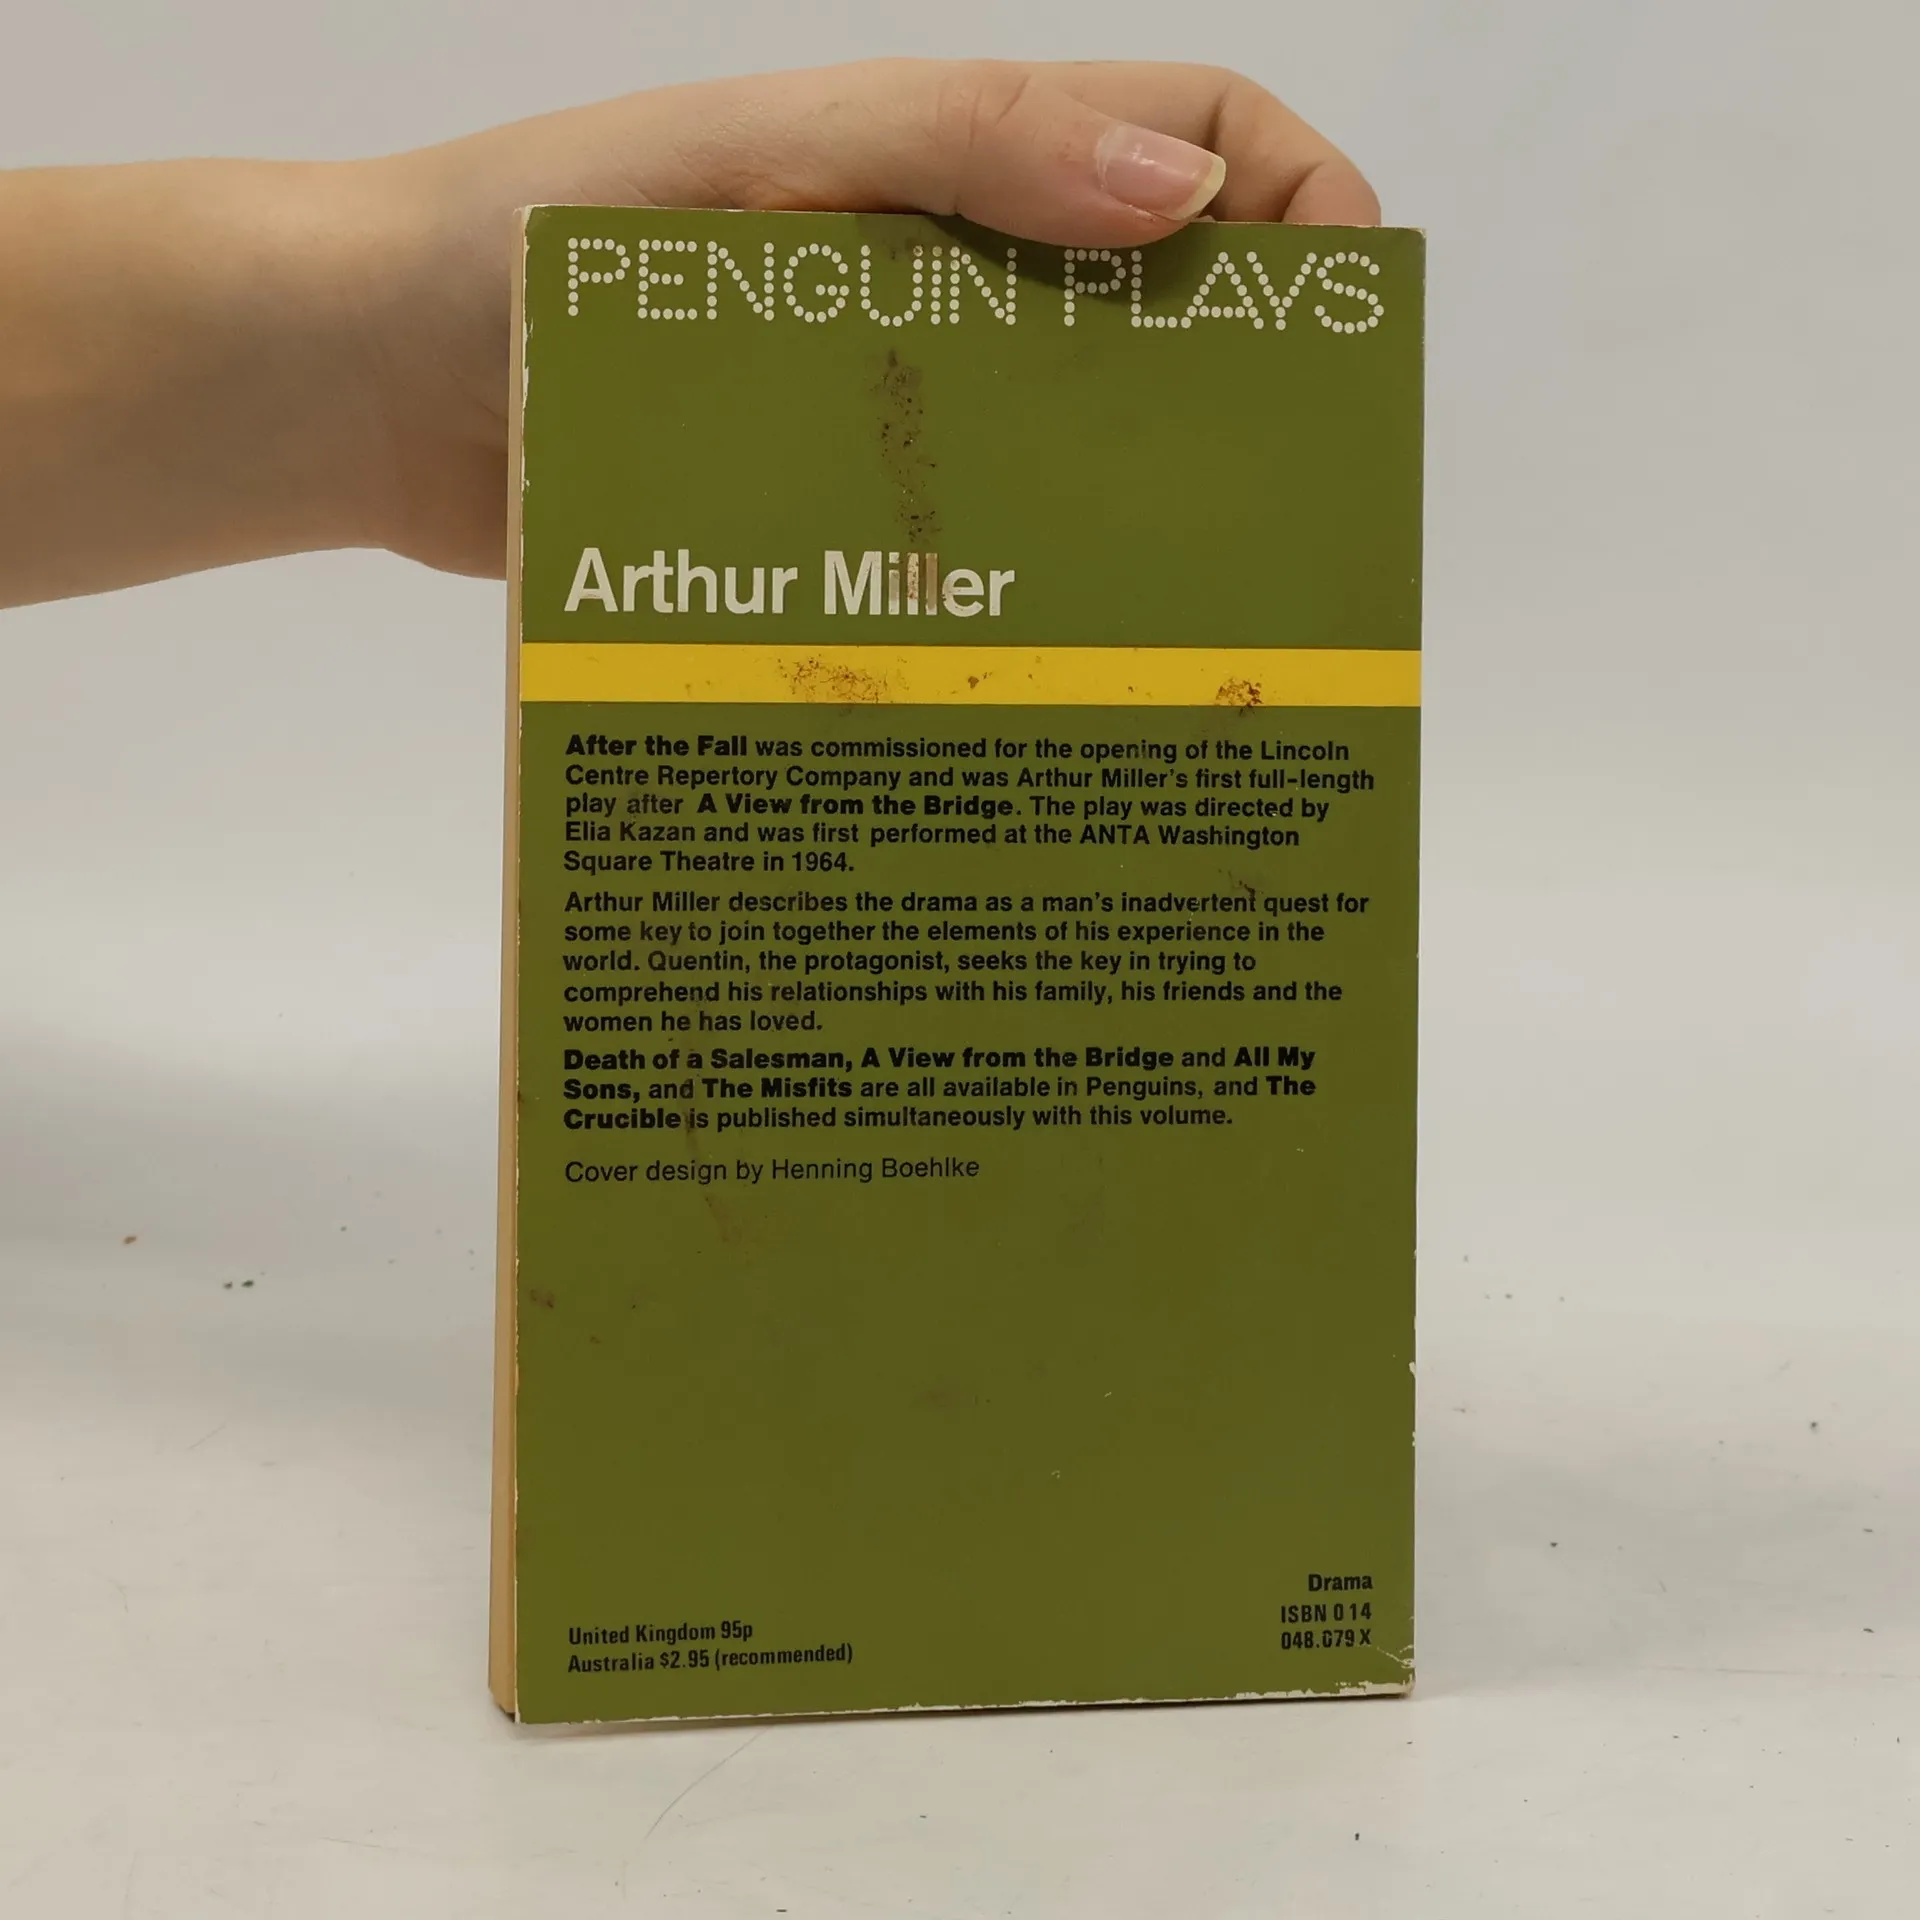 PENGUIN PLAYS
Arthur Miller
After the Fall was commissioned for the opening of the Lincoln
Centre Repertory Company and was Arthur Miller's first full-length
play after A View from the Bridge. The play was directed by
Elia Kazan and was first performed at the ANTA Washington
Square Theatre in 1964.
Arthur Miller describes the drama as a man's inadvertent quest for
some key to join together the elements of his experience in the
world. Quentin, the protagonist, seeks the key in trying to
comprehend his relationships with his family, his friends and the
women he has loved.
Death of a Salesman, A View from the Bridge and All My
Sons, and The Misfits are all available in Penguins, and The
Crucible is published simultaneously with this volume.
Cover design by Henning Boehlke
United Kingdom 95p
Australia $2.95 (recommended)
Drama
ISBN 0 14
048.079 X